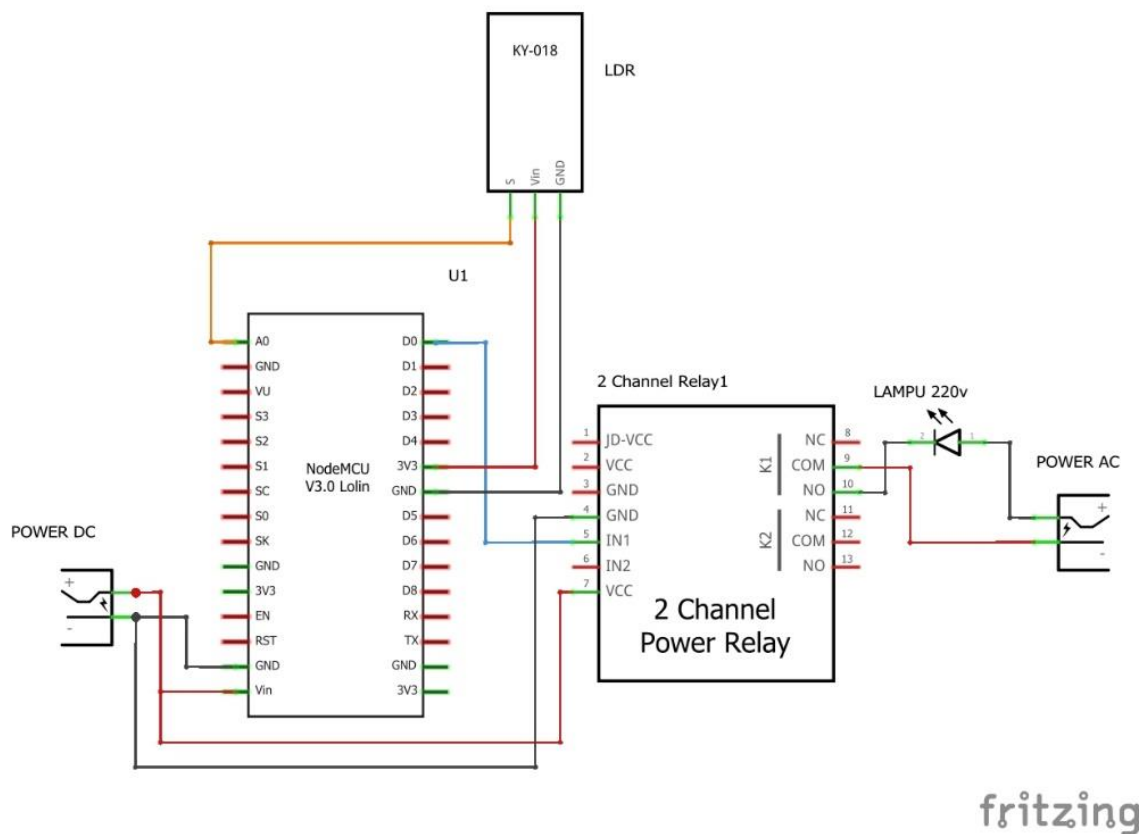 KY-018
LDR
S
Vin
GND
U1
A0
GND
VU
S3
S2
S1
SC
S0
SK
GND
3V3
EN
RST
GND
Vin
NodeMCU
V3.0 Lolin
D0
D1
D2
D3
D4
3V3
GND
D5
D6
D7
D8
RX
TX
GND
3V3
POWER DC
+
-
2 Channel Relay1
1 JD-VCC
2 VCC
3 GND
4 GND
5 IN1
6 IN2
7 VCC
K1
K2
NC 8
COM 9
NO 10
NC 11
COM 12
NO 13
2 Channel
Power Relay
LAMPU 220v
2 1
POWER AC
+
-
fritzing